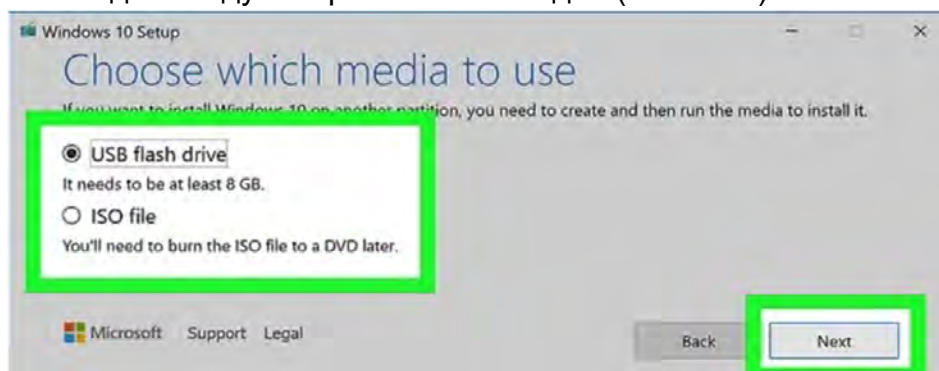 Windows 10 Setup
Choose which media to use
If you want to install Windows 10 on another partition, you need to create and then run the media to install it.
USB flash drive
It needs to be at least 8 GB.
ISO file
You'll need to burn the ISO file to a DVD later.
Microsoft Support Legal
Back Next